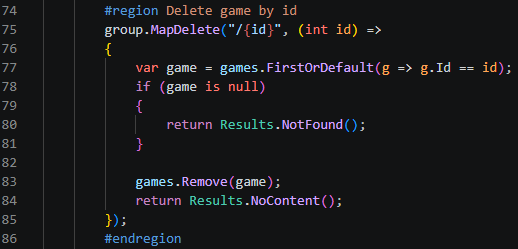 74 #region Delete game by id
75 group.MapDelete("/{id}", (int id) =>
76 {
77 var game = games.FirstOrDefault(g => g.Id == id);
78 if (game is null)
79 {
80 return Results.NotFound();
81 }
82
83 games.Remove(game);
84 return Results.NoContent();
85 });
86 #endregion